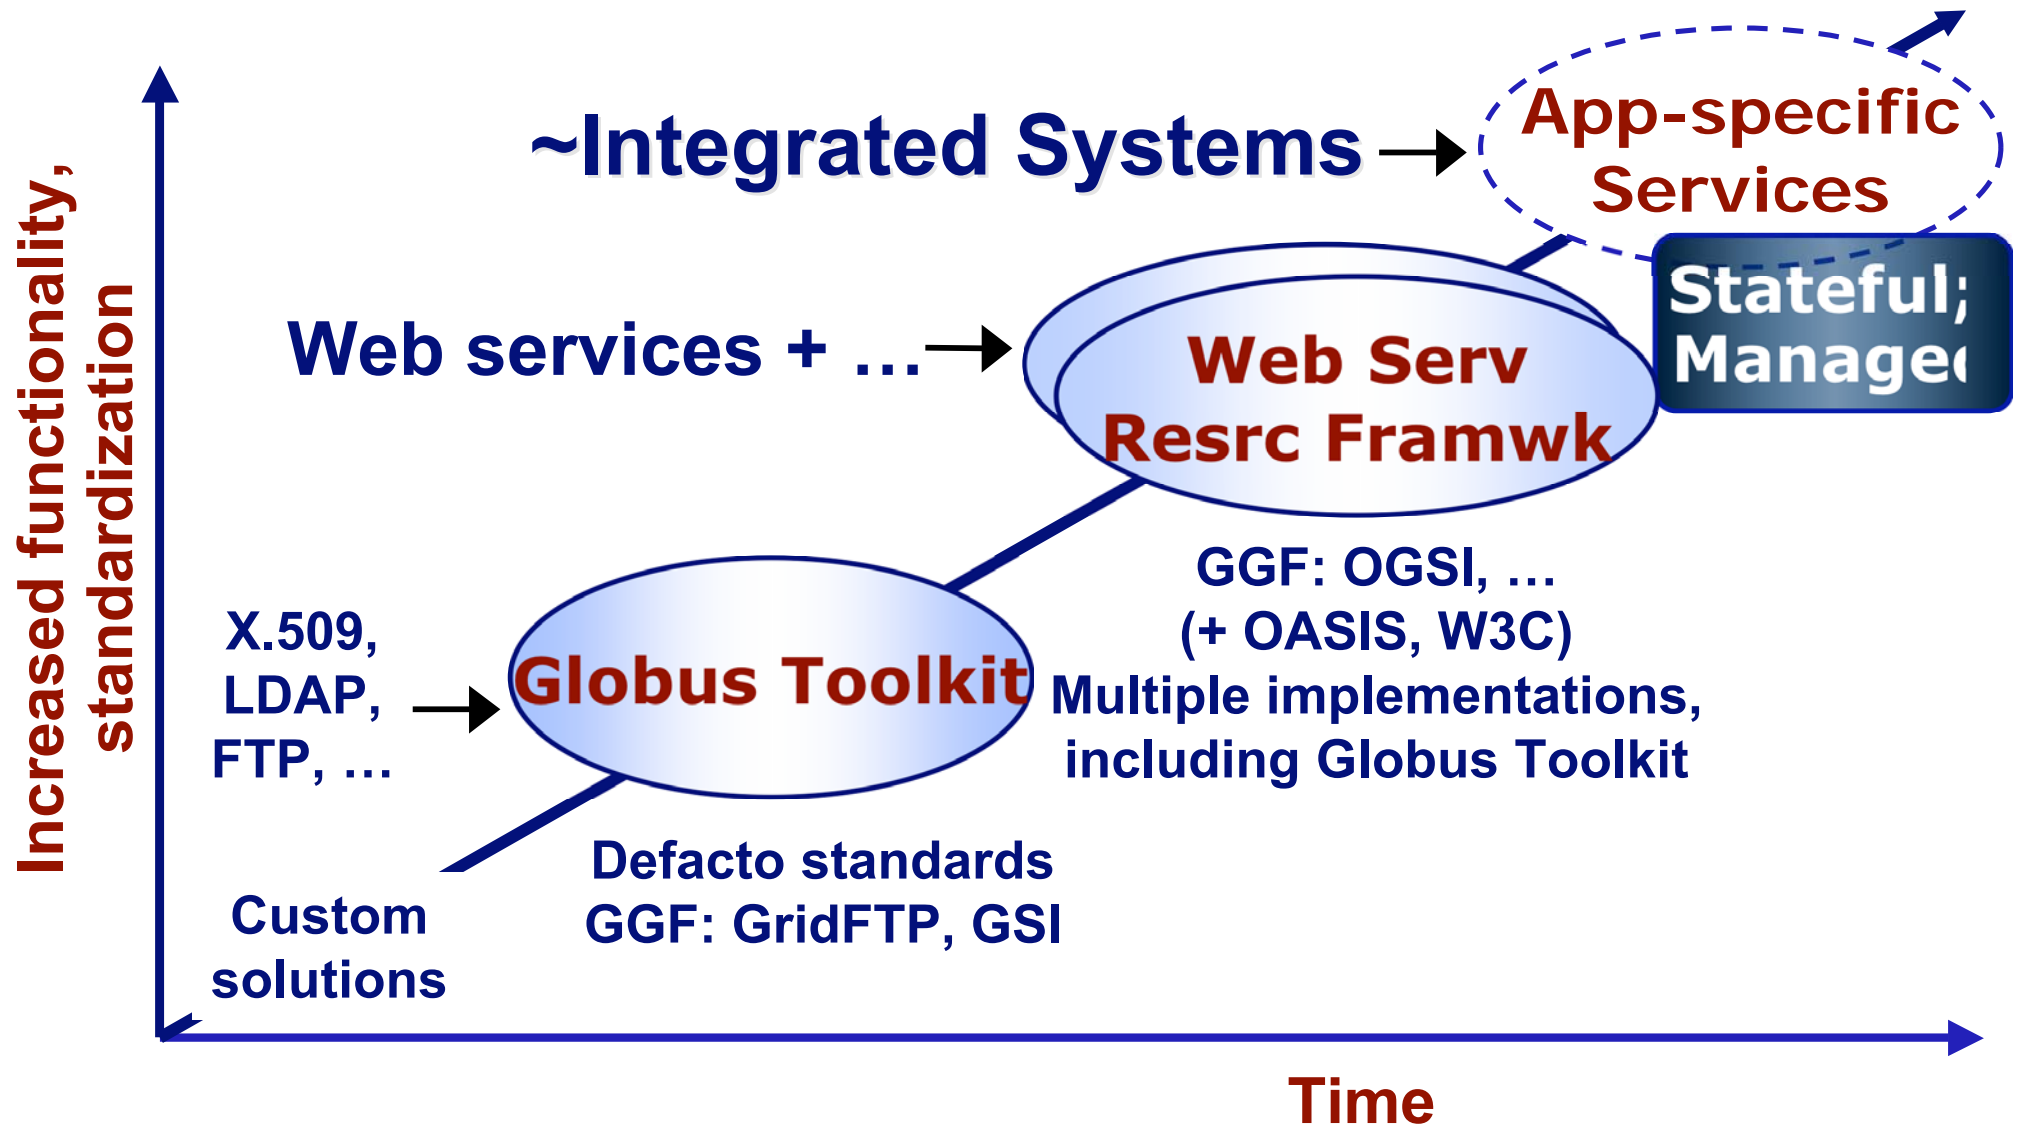 Increased functionality,
standardization
~Integrated Systems
App-specific
Services
Web services + …
Web Serv
Resrc Framwk
Stateful;
Managed
X.509,
LDAP,
FTP, …
Globus Toolkit
GGF: OGSI, …
(+ OASIS, W3C)
Multiple implementations,
including Globus Toolkit
Custom
solutions
Defacto standards
GGF: GridFTP, GSI
Time